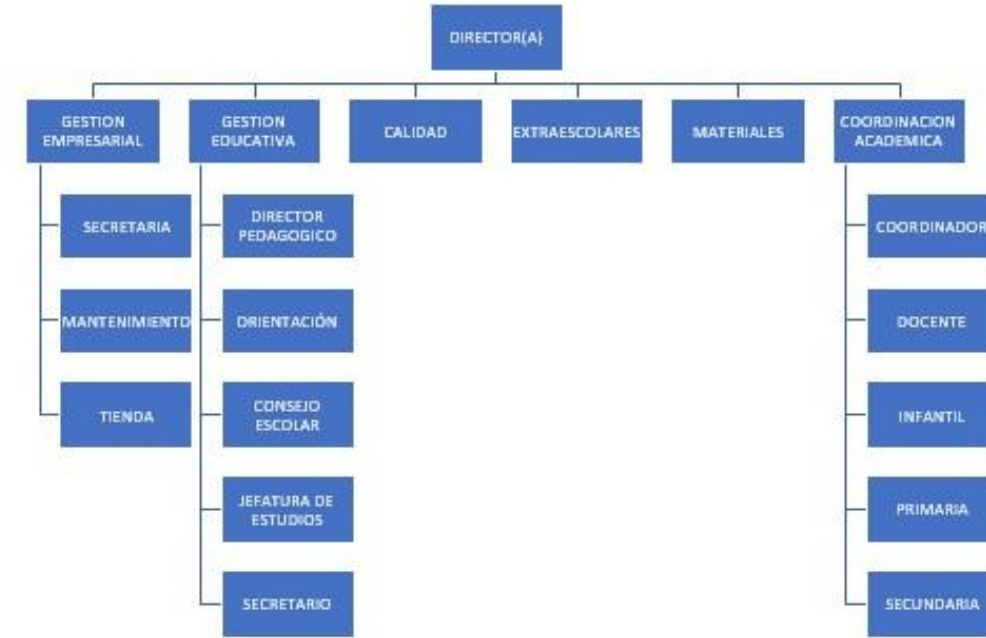 DIRECTOR(A)
GESTION
EMPRESARIAL
GESTION
EDUCATIVA
CALIDAD
EXTRAESCOLARES
MATERIALES
COORDINACION
ACADEMICA
SECRETARIA
MANTENIMIENTO
TIENDA
DIRECTOR
PEDAGOGICO
ORIENTACIÓN
CONSEJO
ESCOLAR
JEFATURA DE
ESTUDIOS
SECRETARIO
COORDINADOR
DOCENTE
INFANTIL
PRIMARIA
SECUNDARIA